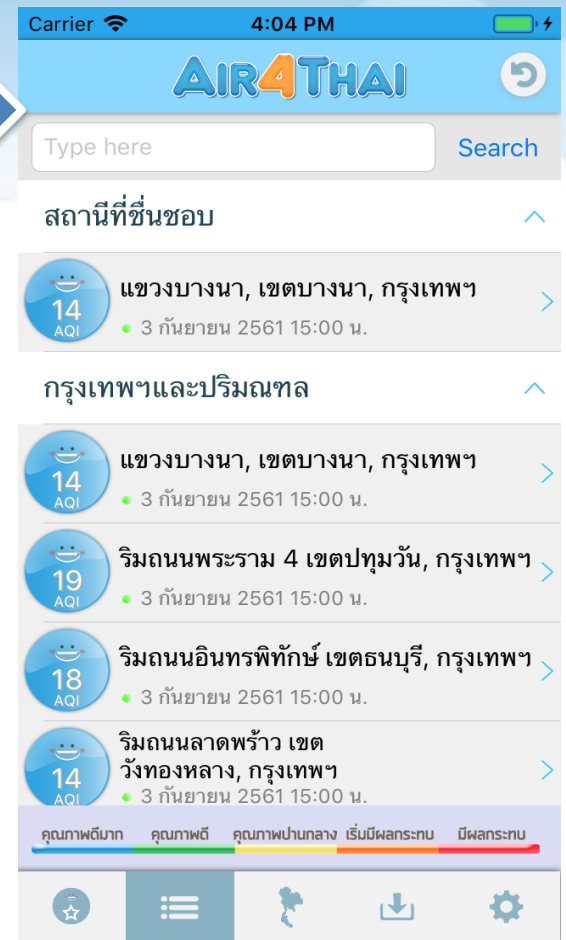 Carrier 4:04 PM
AIR4THAI
Type here Search
สถานีที่ชื่นชอบ
14
AQI
แขวงบางนา, เขตบางนา, กรุงเทพฯ
3 กันยายน 2561 15:00 น.
กรุงเทพฯและปริมณฑล
14
AQI
แขวงบางนา, เขตบางนา, กรุงเทพฯ
3 กันยายน 2561 15:00 น.
19
AQI
ริมถนนพระราม 4 เขตปทุมวัน, กรุงเทพฯ
3 กันยายน 2561 15:00 น.
18
AQI
ริมถนนอินทรพิทักษ์ เขตธนบุรี, กรุงเทพฯ
3 กันยายน 2561 15:00 น.
14
AQI
ริมถนนลาดพร้าว เขต
วังทองหลาง, กรุงเทพฯ
3 กันยายน 2561 15:00 น.
คุณภาพดีมาก คุณภาพดี คุณภาพปานกลาง เริ่มมีผลกระทบ มีผลกระทบ